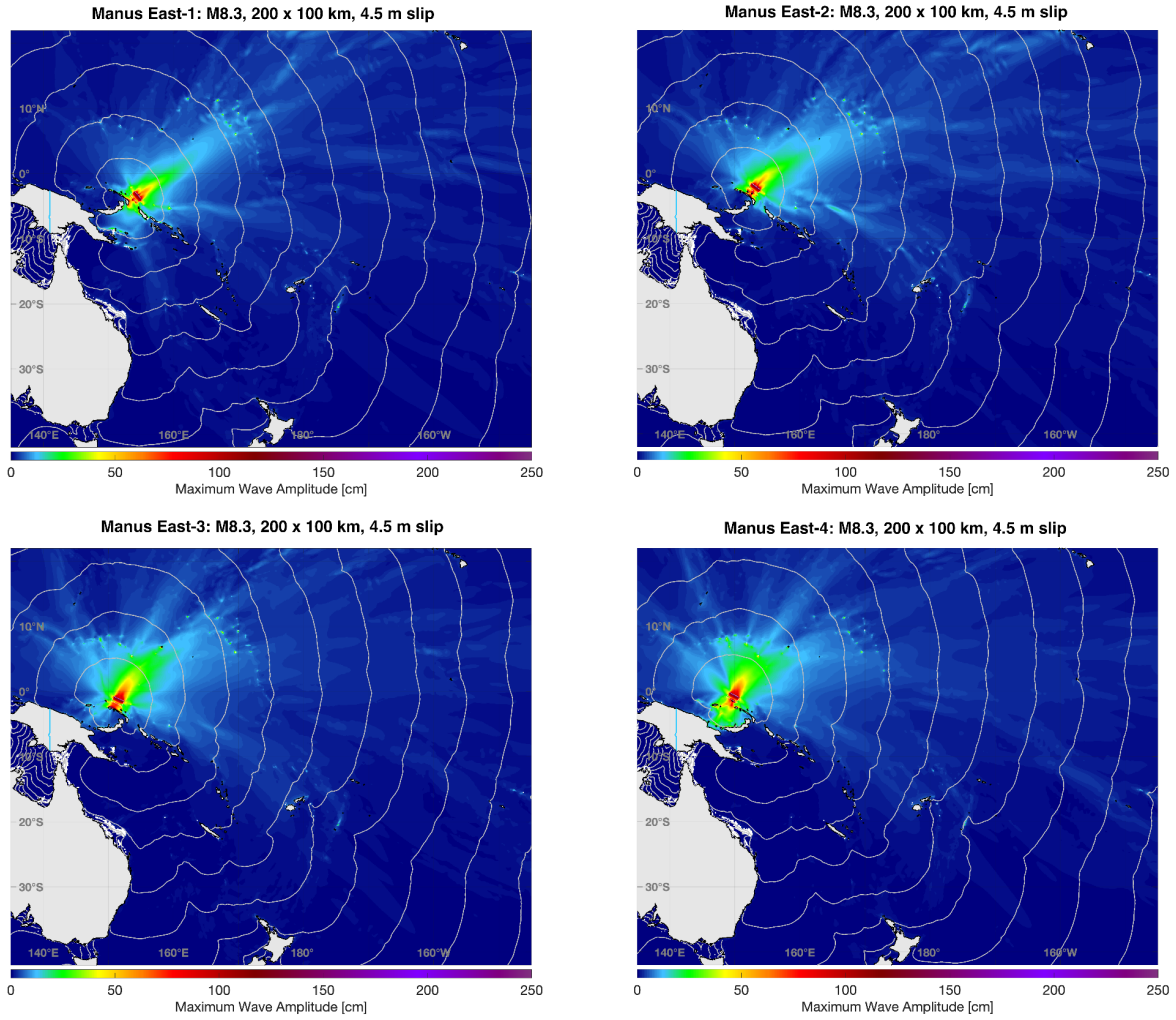 Manus East-1: M8.3, 200 x 100 km, 4.5 m slip
10°N
0°
10°S
20°S
30°S
140°E 160°E 180° 160°W
0 50 100 150 200 250
Maximum Wave Amplitude [cm]
Manus East-2: M8.3, 200 x 100 km, 4.5 m slip
10°N
0°
10°S
20°S
30°S
140°E 160°E 180° 160°W
0 50 100 150 200 250
Maximum Wave Amplitude [cm]
Manus East-3: M8.3, 200 x 100 km, 4.5 m slip
10°N
0°
10°S
20°S
30°S
140°E 160°E 180° 160°W
0 50 100 150 200 250
Maximum Wave Amplitude [cm]
Manus East-4: M8.3, 200 x 100 km, 4.5 m slip
10°N
0°
10°S
20°S
30°S
140°E 160°E 180° 160°W
0 50 100 150 200 250
Maximum Wave Amplitude [cm]